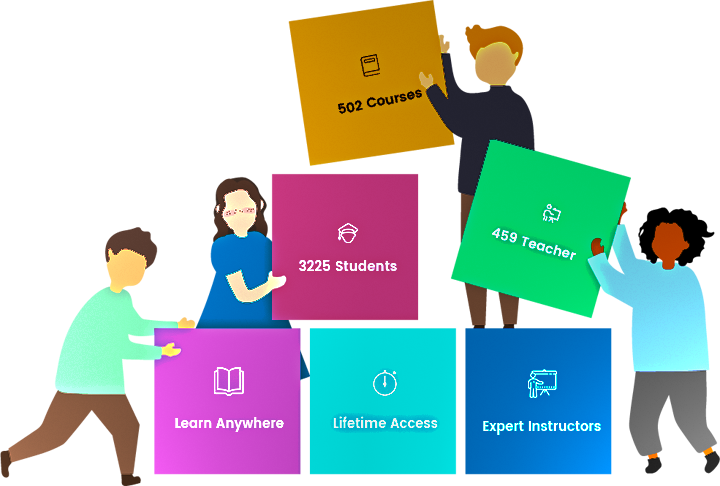 502 Courses
459 Teacher
3225 Students
Learn Anywhere
Lifetime Access
Expert Instructors